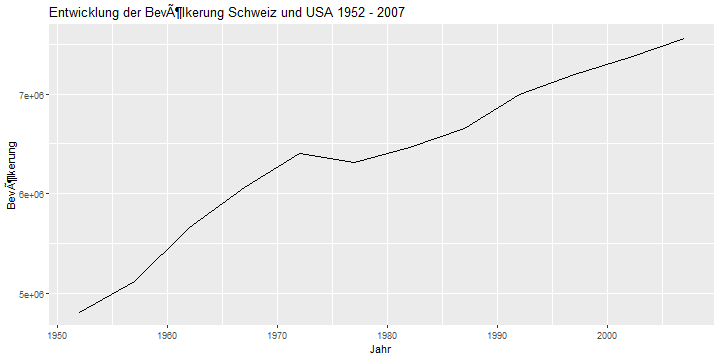 Entwicklung der BevÃ¶lkerung Schweiz und USA 1952 - 2007
BevÃ¶lkerung
7e+06
6e+06
5e+06
1950 1960 1970 1980 1990 2000
Jahr